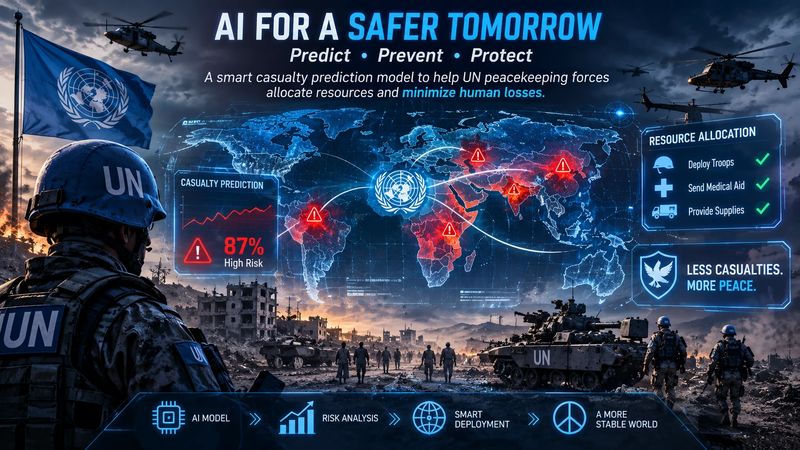 AI FOR A SAFER TOMORROW
Predict • Prevent • Protect
A smart casualty prediction model to help UN peacekeeping forces
allocate resources and minimize human losses.
UN
UN
UN
CASUALTY PREDICTION
87%
High Risk
RESOURCE ALLOCATION
Deploy Troops
Send Medical Aid
Provide Supplies
LESS CASUALTIES.
MORE PEACE.
UN
AI MODEL
RISK ANALYSIS
SMART
DEPLOYMENT
A MORE
STABLE WORLD